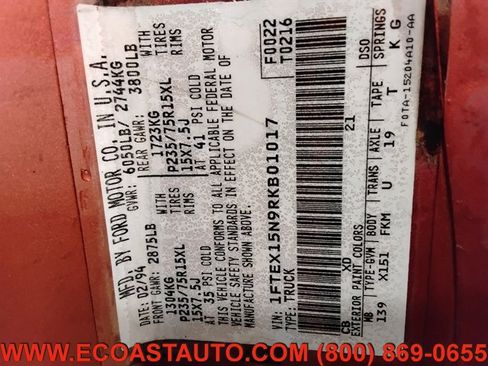 MFD. BY FORD MOTOR CO. IN U.S.A.
DATE: 02/94 GVWR: 6050LB/ 2744KG
FRONT GAWR: 2875LB REAR GAWR: 3800LB
1304KG WITH 1723KG WITH
P235/75R15XL TIRES P235/75R15XL TIRES
15X7.5J RIMS 15X7.5J RIMS
AT 35 PSI COLD AT 41 PSI COLD
THIS VEHICLE CONFORMS TO ALL APPLICABLE FEDERAL MOTOR
VEHICLE SAFETY STANDARDS IN EFFECT ON THE DATE OF
MANUFACTURE SHOWN ABOVE.
F0022
T0216
VIN: 1FTEX15N9RKB01017
TYPE: TRUCK
21
CB XD
EXTERIOR PAINT COLORS DSO
WB TYPE-GVM BODY TRANS AXLE TAPE SPRINGS
139 X151 FKM U 19 T K G
F0TA-15204A10-AA
WWW.ECOASTAUTO.COM (800) 869-0655